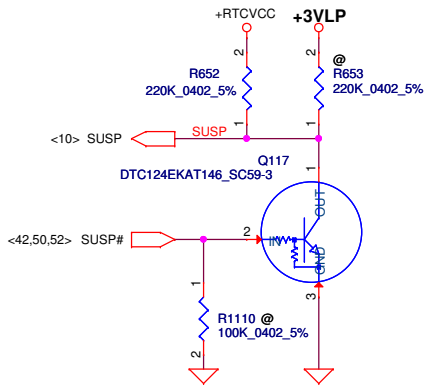 +RTCVCC
+3VLP
2
2
@
R652
R653
220K_0402_5%
220K_0402_5%
1
1
<10> SUSP
SUSP
Q117
DTC124EKAT146_SC59-3
1
OUT
<42,50,52> SUSP#
2
IN
GND
3
1
R1110 @
100K_0402_5%
2